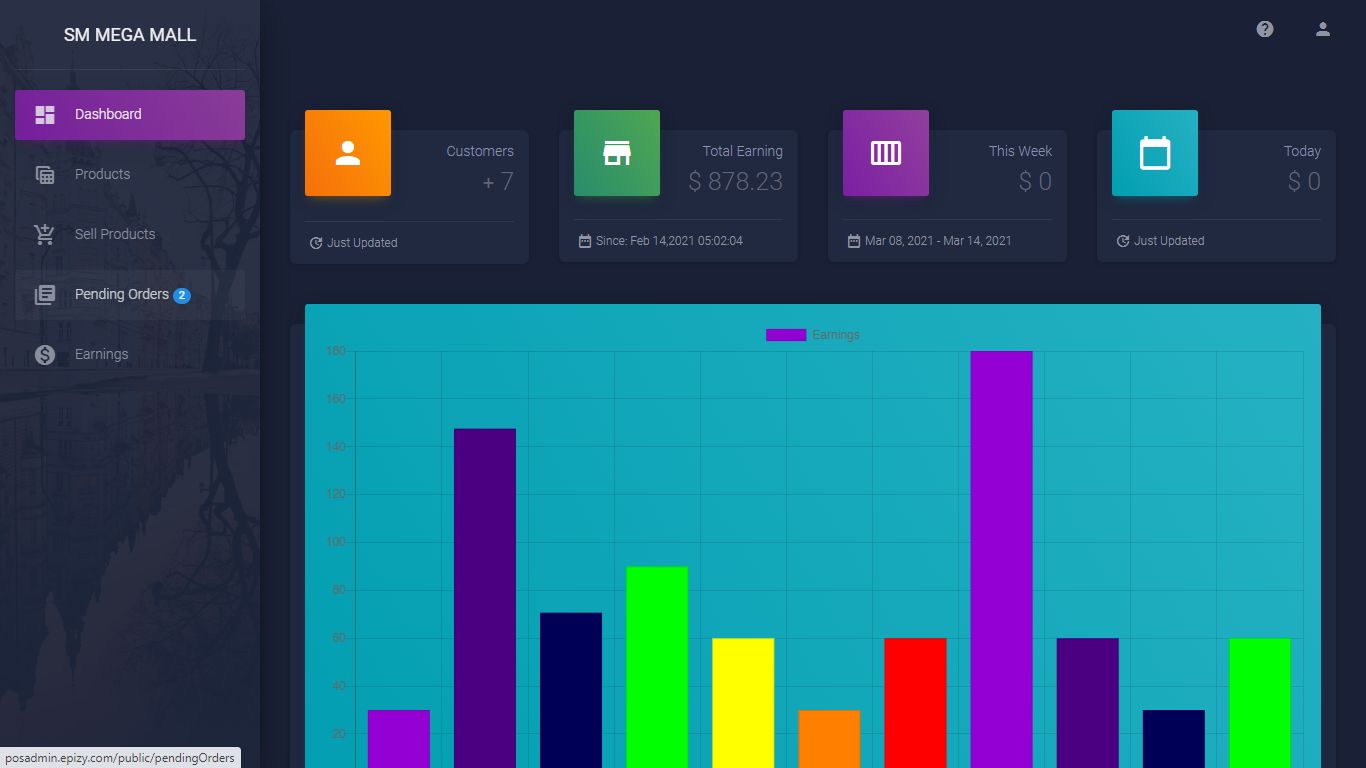 SM MEGA MALL
Dashboard
Products
Sell Products
Pending Orders 2
Earnings
Customers
+ 7
Just Updated
Total Earning
$ 878.23
Since: Feb 14,2021 05:02:04
This Week
$ 0
Mar 08, 2021 - Mar 14, 2021
Today
$ 0
Just Updated
Earnings
180
160
140
120
100
80
60
40
20
posadmin.epizy.com/public/pendingOrders